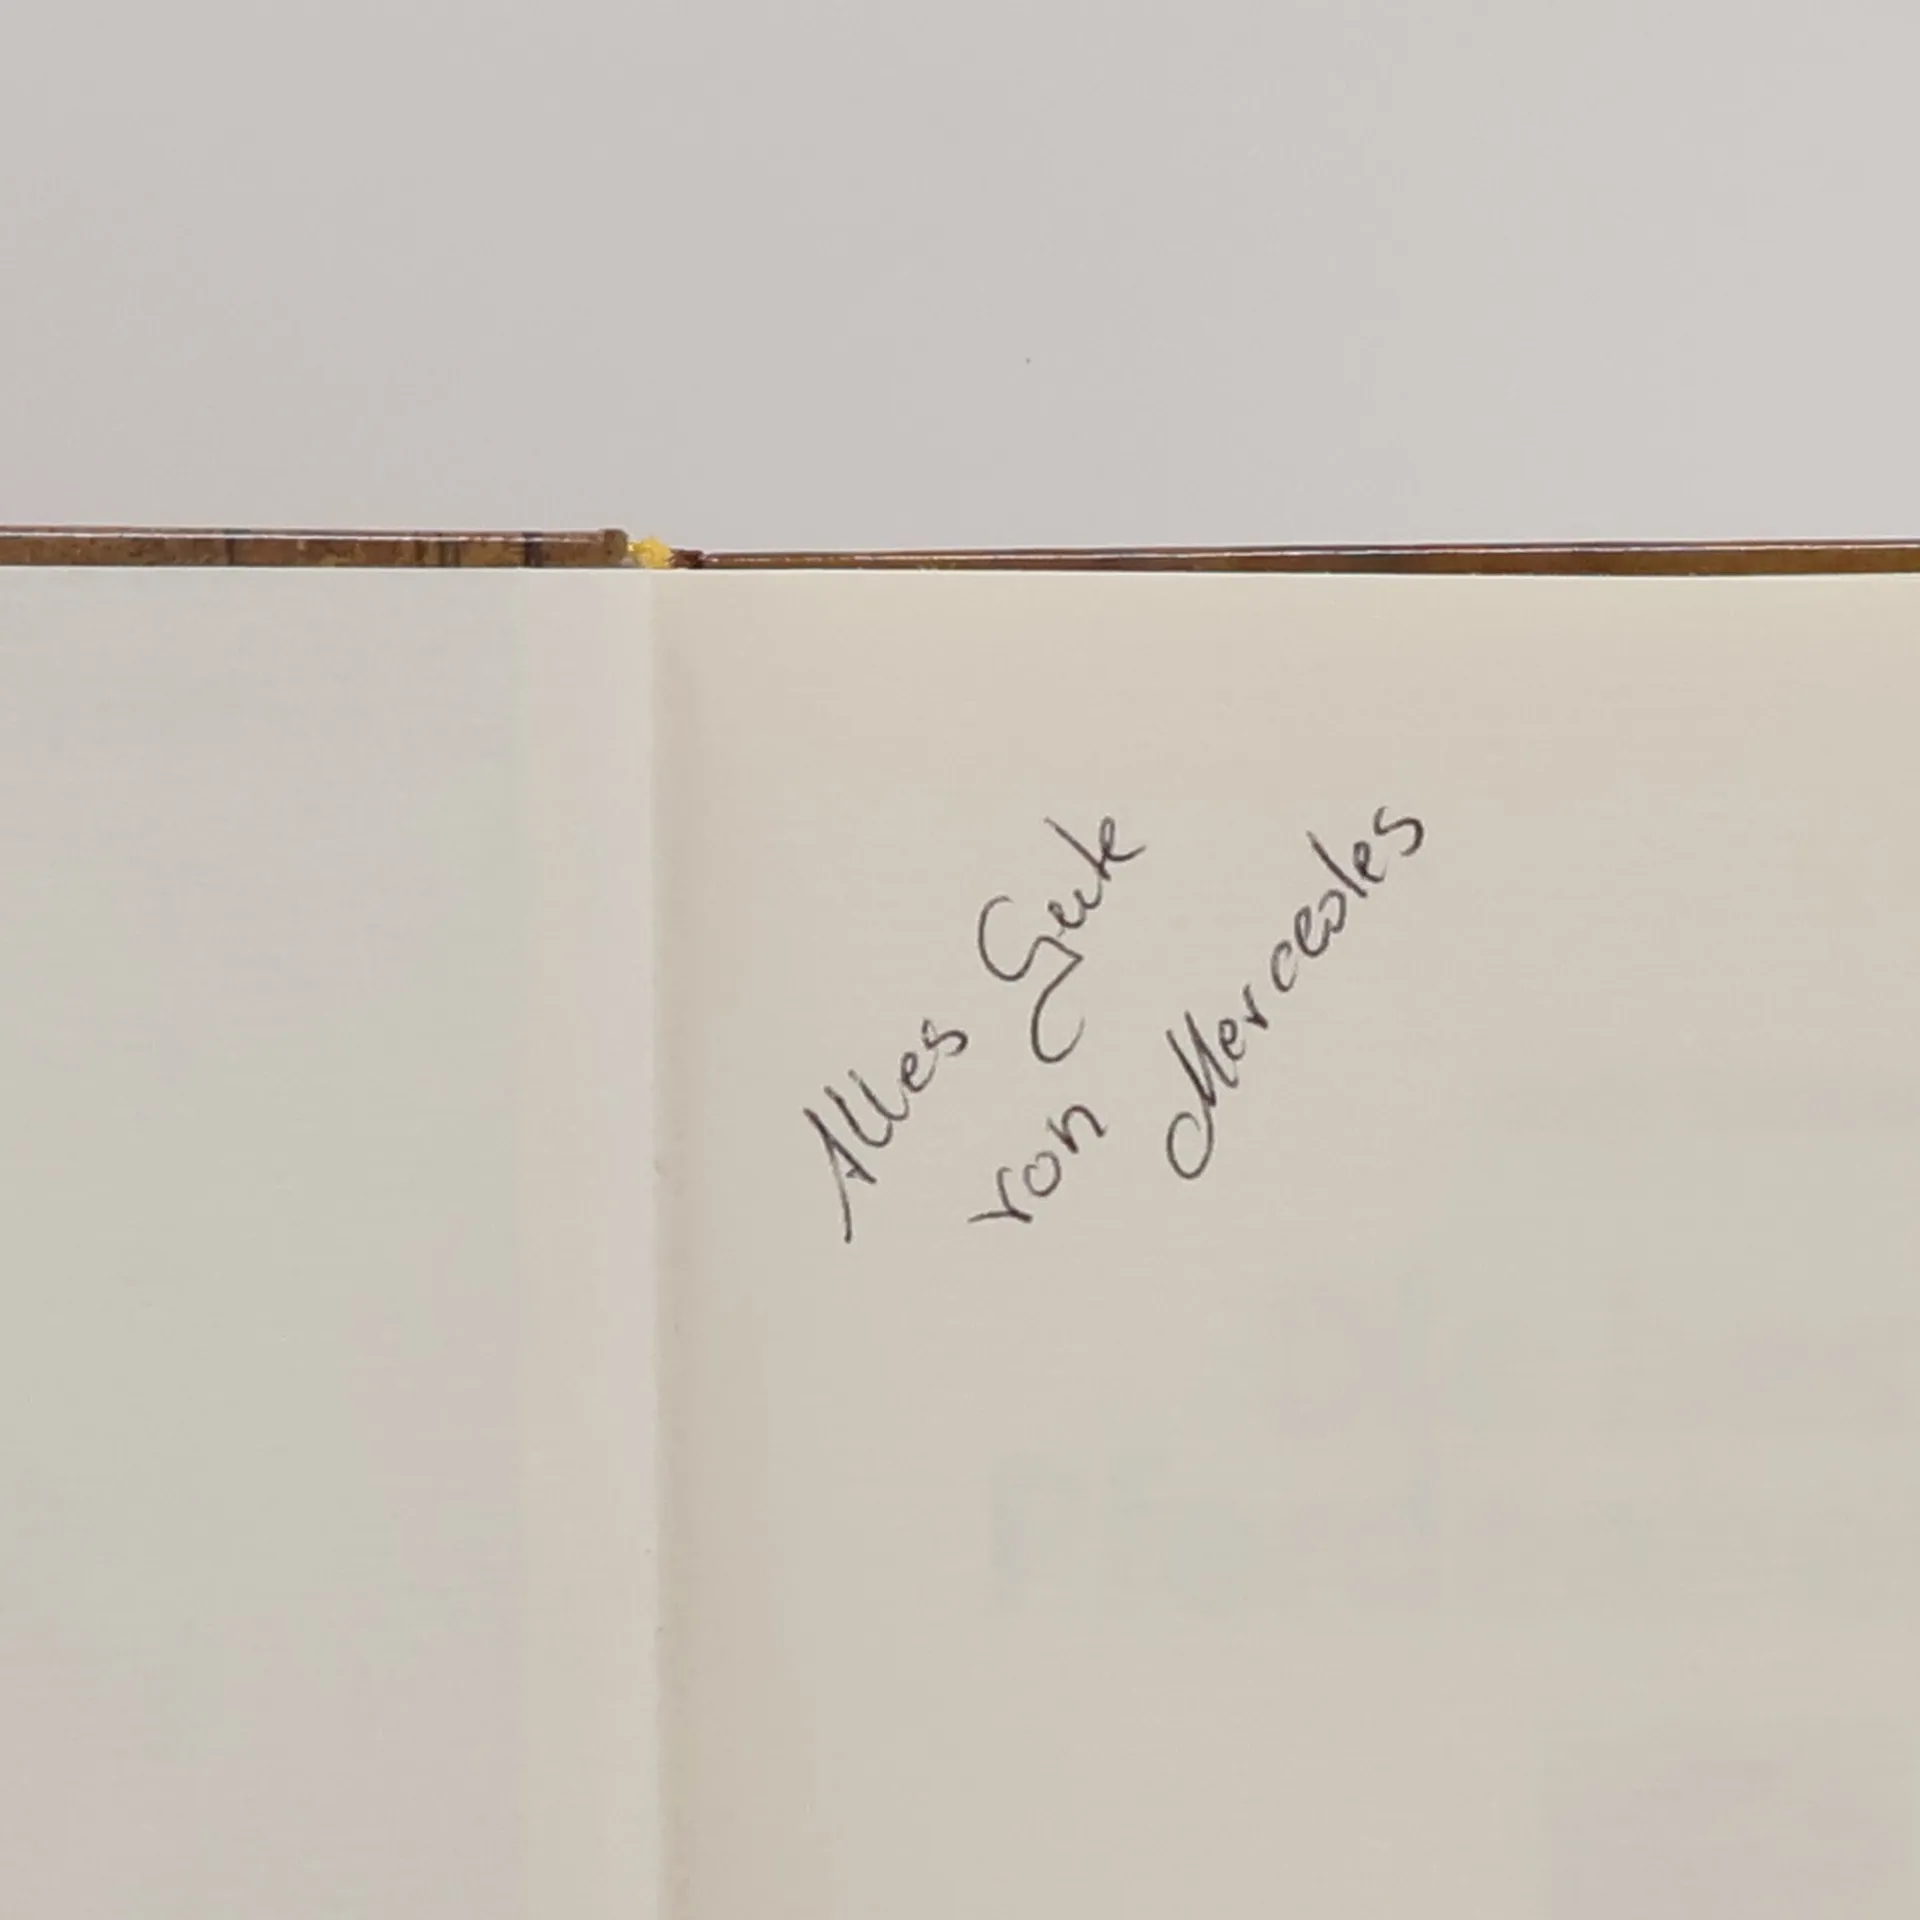 Alles Gute
von Mercedes